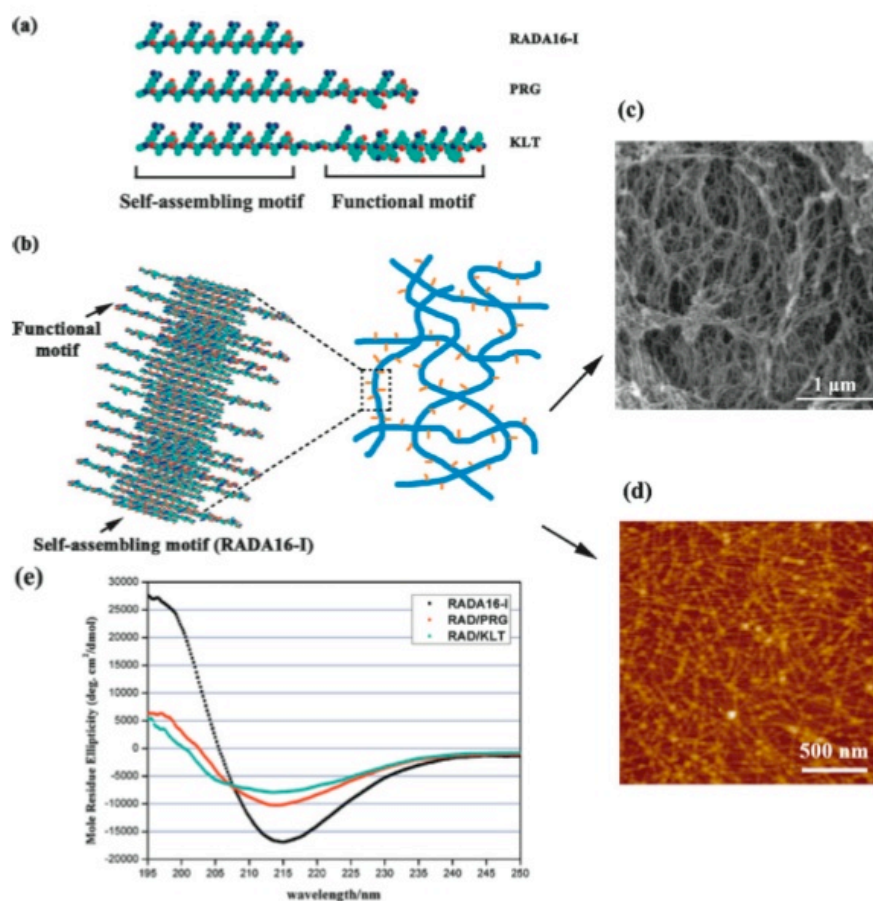 (a)
RADA16-I
PRG
KLT
Self-assembling motif
Functional motif
(b)
Functional
motif
Self-assembling motif (RADA16-I)
(c)
1 µm
(d)
500 nm
(e)
30000
25000
20000
15000
10000
5000
0
-5000
-10000
-15000
-20000
Mole Residue Ellipticity (deg. cm²/dmol)
RADA16-I
RAD/PRG
RAD/KLT
195 200 205 210 215 220 225 230 235 240 245 250
wavelength/nm